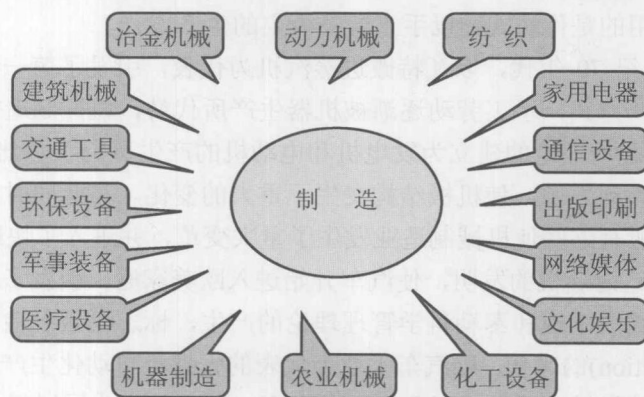 冶金机械
动力机械
纺 织
建筑机械
家用电器
交通工具
通信设备
环保设备
制 造
出版印刷
军事装备
网络媒体
医疗设备
文化娱乐
机器制造
农业机械
化工设备